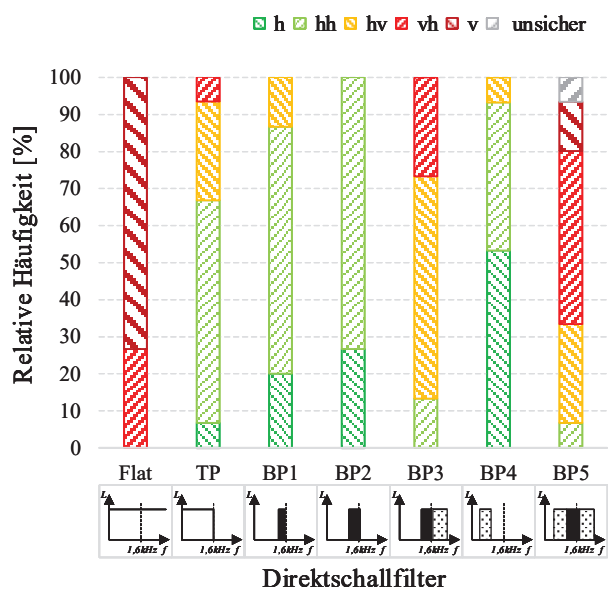 h hh hv vh v unsicher
100
90
80
70
60
50
40
30
20
10
0
Relative Häufigkeit [%]
Flat TP BP1 BP2 BP3 BP4 BP5
L L L L L L L
1,6kHz f 1,6kHz f 1,6kHz f 1,6kHz f 1,6kHz f 1,6kHz f 1,6kHz f
Direktschallfilter